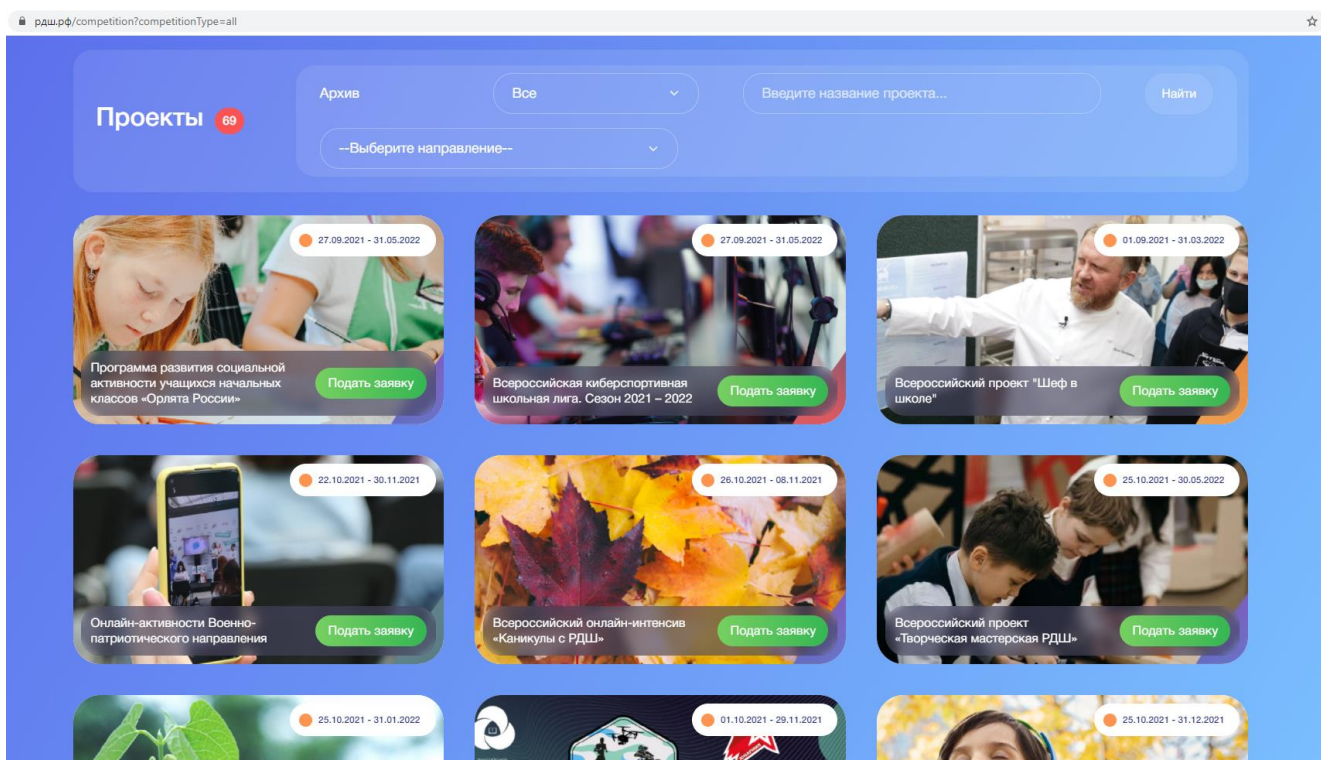 рдш.рф/competition?competitionType=all
Проекты 69
Архив
Все
Введите название проекта...
Найти
--Выберите направление--
27.09.2021 - 31.05.2022
Программа развития социальной
активности учащихся начальных
классов «Орлята России»
Подать заявку
27.09.2021 - 31.05.2022
Всероссийская киберспортивная
школьная лига. Сезон 2021 – 2022
Подать заявку
01.09.2021 - 31.03.2022
Всероссийский проект "Шеф в
школе"
Подать заявку
22.10.2021 - 30.11.2021
Онлайн-активности Военно-
патриотического направления
Подать заявку
26.10.2021 - 08.11.2021
Всероссийский онлайн-интенсив
«Каникулы с РДШ»
Подать заявку
25.10.2021 - 30.05.2022
Всероссийский проект
«Творческая мастерская РДШ»
Подать заявку
25.10.2021 - 31.01.2022
01.10.2021 - 29.11.2021
25.10.2021 - 31.12.2021